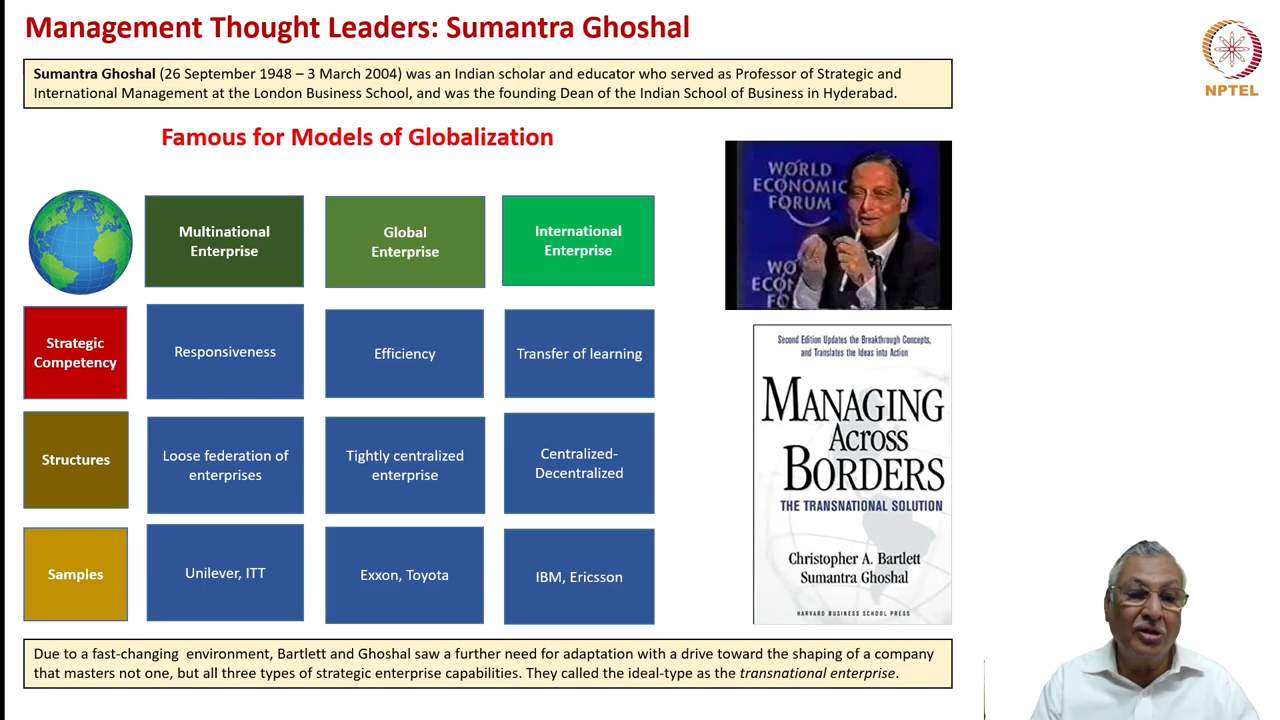 Management Thought Leaders: Sumantra Ghoshal
NPTEL
Sumantra Ghoshal (26 September 1948 – 3 March 2004) was an Indian scholar and educator who served as Professor of Strategic and
International Management at the London Business School, and was the founding Dean of the Indian School of Business in Hyderabad.
Famous for Models of Globalization
Multinational
Enterprise
Global
Enterprise
International
Enterprise
Strategic
Competency
Responsiveness
Efficiency
Transfer of learning
Structures
Loose federation of
enterprises
Tightly centralized
enterprise
Centralized-
Decentralized
Samples
Unilever, ITT
Exxon, Toyota
IBM, Ericsson
WORLD
ECONOMIC
FORUM
WO
ECON
FO
Second Edition Updates the Breakthrough Concepts,
and Translates the Ideas into Action
MANAGING
ACROSS
BORDERS
THE TRANSNATIONAL SOLUTION
Christopher A. Bartlett
Sumantra Ghoshal
HARVARD BUSINESS SCHOOL PRESS
Due to a fast-changing environment, Bartlett and Ghoshal saw a further need for adaptation with a drive toward the shaping of a company
that masters not one, but all three types of strategic enterprise capabilities. They called the ideal-type as the transnational enterprise.